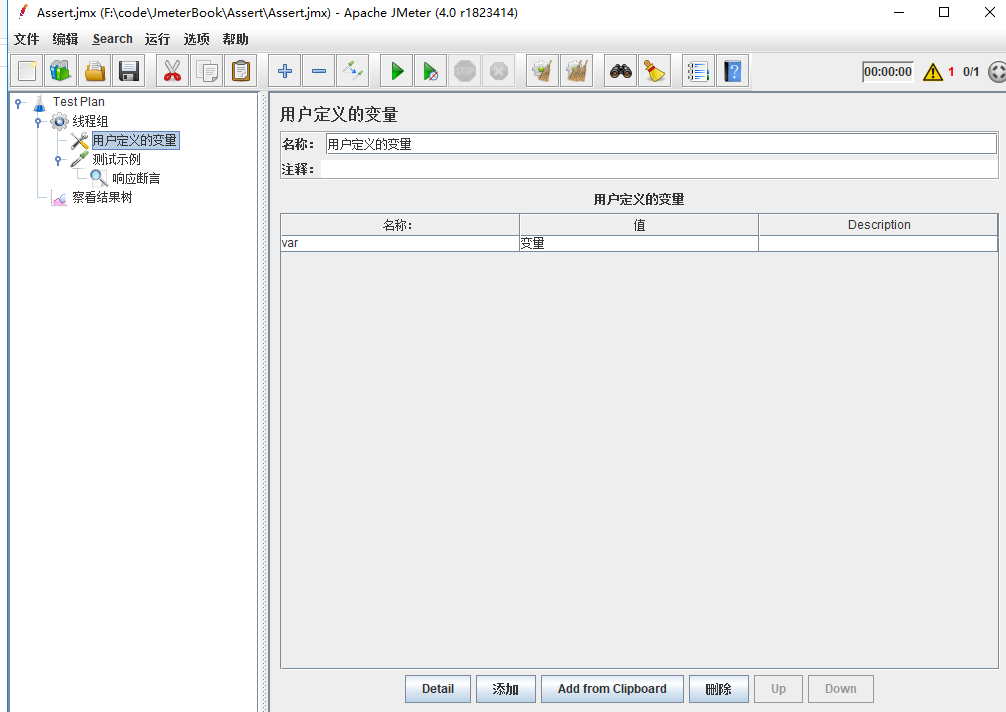 Assert.jmx (F:\code\JmeterBook\Assert\Assert.jmx) - Apache JMeter (4.0 r1823414)
文件 编辑 Search 运行 选项 帮助
STOP 00:00:00 1 0/1
Test Plan
线程组
用户定义的变量
测试示例
响应断言
察看结果树
用户定义的变量
名称: 用户定义的变量
注释:
用户定义的变量
名称: 值 Description
var 变量
Detail 添加 Add from Clipboard 删除 Up Down